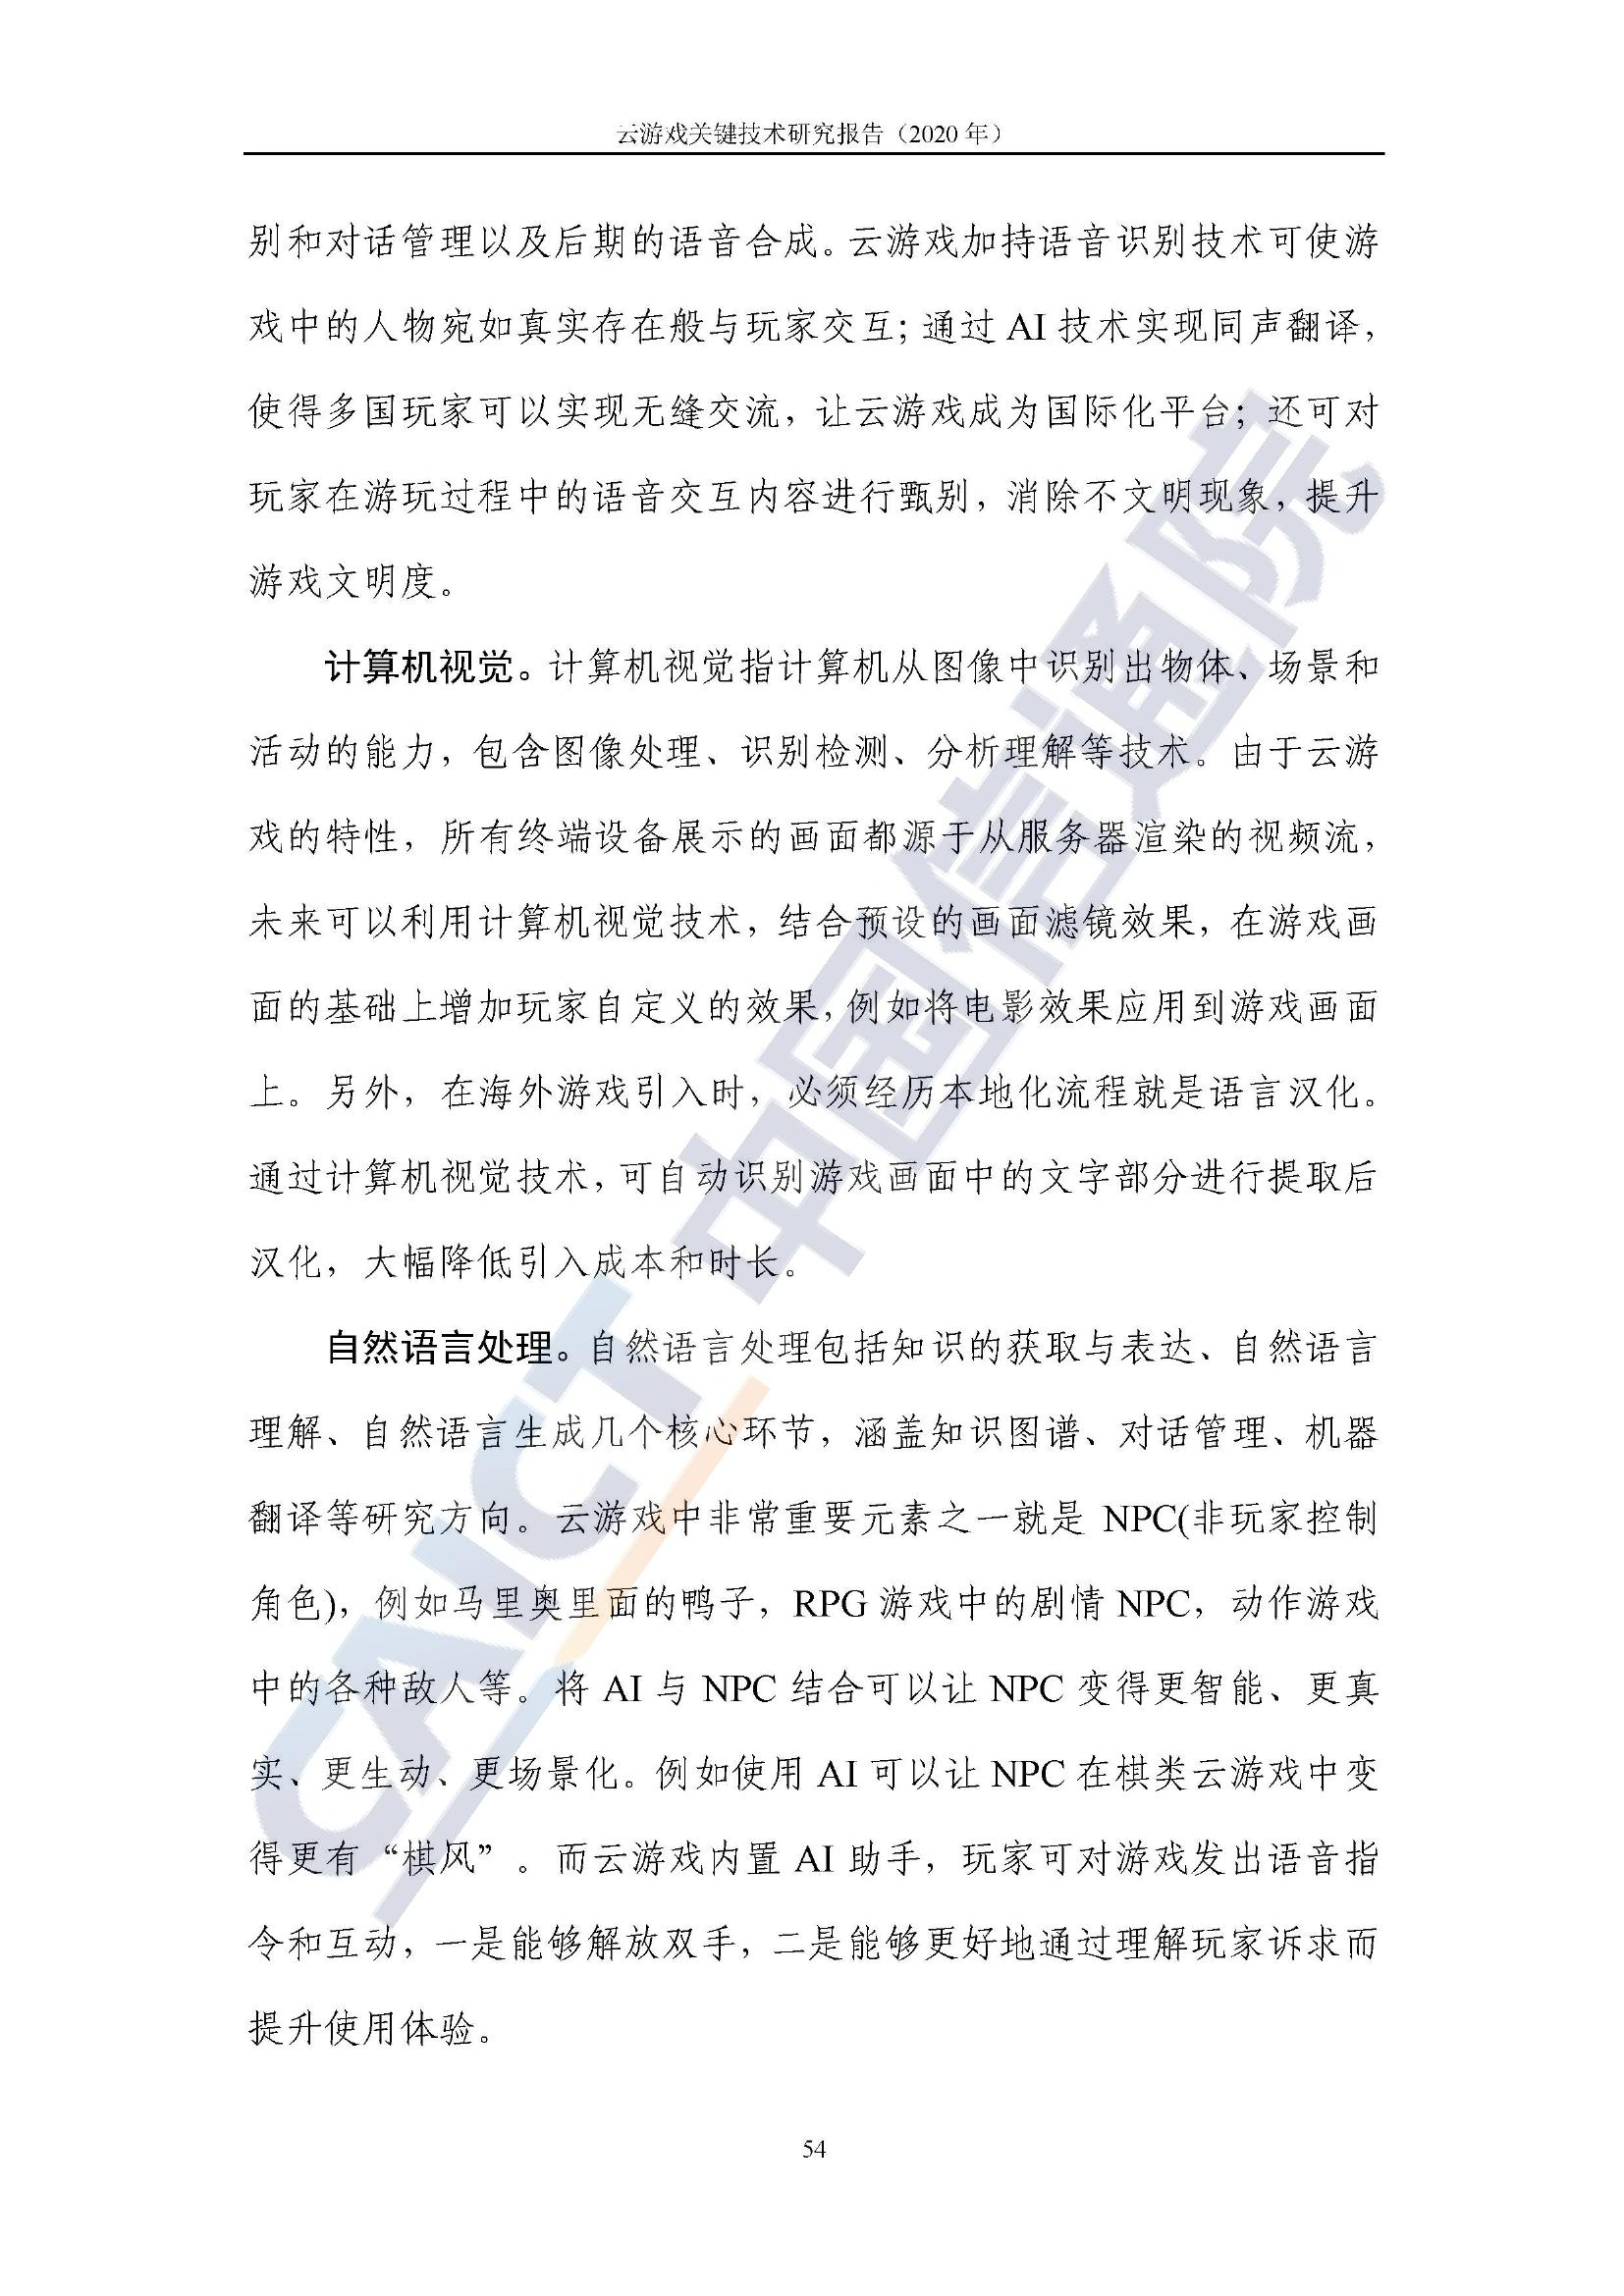 云游戏关键技术研究报告（2020 年）
别和对话管理以及后期的语音合成。云游戏加持语音识别技术可使游
戏中的人物宛如真实存在般与玩家交互；通过 AI 技术实现同声翻译，
使得多国玩家可以实现无缝交流，让云游戏成为国际化平台；还可对
玩家在游玩过程中的语音交互内容进行甄别，消除不文明现象，提升
游戏文明度。
计算机视觉。计算机视觉指计算机从图像中识别出物体、场景和
活动的能力，包含图像处理、识别检测、分析理解等技术。由于云游
戏的特性，所有终端设备展示的画面都源于从服务器渲染的视频流，
未来可以利用计算机视觉技术，结合预设的画面滤镜效果，在游戏画
面的基础上增加玩家自定义的效果，例如将电影效果应用到游戏画面
上。另外，在海外游戏引入时，必须经历本地化流程就是语言汉化。
通过计算机视觉技术，可自动识别游戏画面中的文字部分进行提取后
汉化，大幅降低引入成本和时长。
自然语言处理。自然语言处理包括知识的获取与表达、自然语言
理解、自然语言生成几个核心环节，涵盖知识图谱、对话管理、机器
翻译等研究方向。云游戏中非常重要元素之一就是 NPC(非玩家控制
角色)，例如马里奥里面的鸭子，RPG 游戏中的剧情 NPC，动作游戏
中的各种敌人等。将 AI 与 NPC 结合可以让 NPC 变得更智能、更真
实、更生动、更场景化。例如使用 AI 可以让 NPC 在棋类云游戏中变
得更有“棋风”。而云游戏内置 AI 助手，玩家可对游戏发出语音指
令和互动，一是能够解放双手，二是能够更好地通过理解玩家诉求而
提升使用体验。
54
CAICT 中国信通院